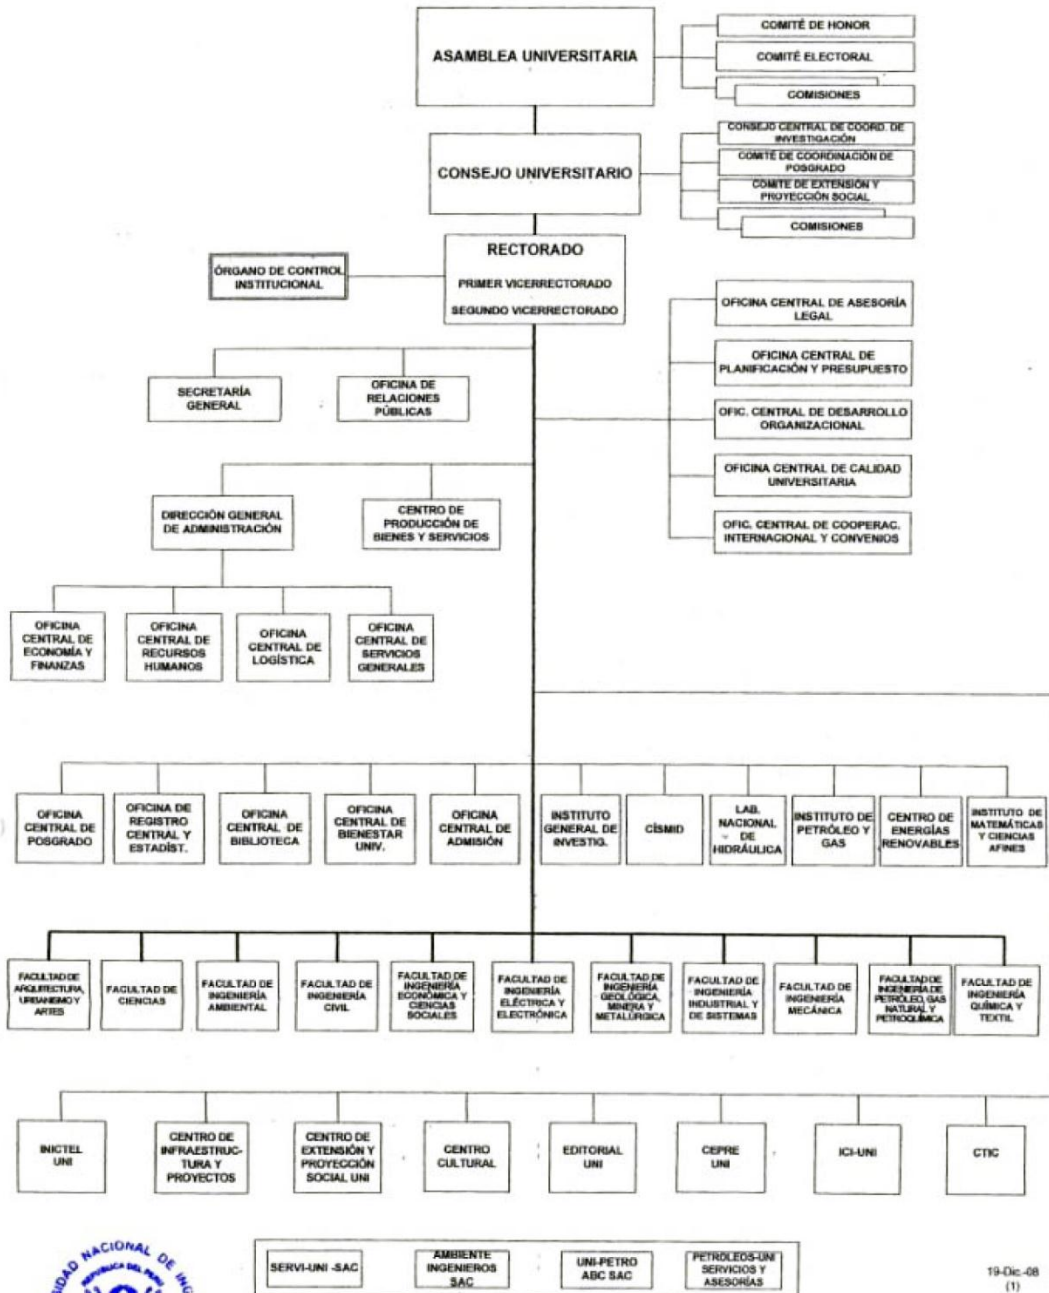 ASAMBLEA UNIVERSITARIA
COMITÉ DE HONOR
COMITÉ ELECTORAL
COMISIONES
CONSEJO UNIVERSITARIO
CONSEJO CENTRAL DE COORD. DE
INVESTIGACIÓN
COMITÉ DE COORDINACIÓN DE
POSGRADO
COMITE DE EXTENSIÓN Y
PROYECCIÓN SOCIAL
COMISIONES
RECTORADO
PRIMER VICERRECTORADO
SEGUNDO VICERRECTORADO
ÓRGANO DE CONTROL
INSTITUCIONAL
OFICINA CENTRAL DE ASESORÍA
LEGAL
OFICINA CENTRAL DE
PLANIFICACIÓN Y PRESUPUESTO
OFIC. CENTRAL DE DESARROLLO
ORGANIZACIONAL
OFICINA CENTRAL DE CALIDAD
UNIVERSITARIA
OFIC. CENTRAL DE COOPERAC.
INTERNACIONAL Y CONVENIOS
SECRETARÍA
GENERAL
OFICINA DE
RELACIONES
PÚBLICAS
DIRECCIÓN GENERAL
DE ADMINISTRACIÓN
CENTRO DE
PRODUCCIÓN DE
BIENES Y SERVICIOS
OFICINA
CENTRAL DE
ECONOMÍA Y
FINANZAS
OFICINA
CENTRAL DE
RECURSOS
HUMANOS
OFICINA
CENTRAL DE
LOGÍSTICA
OFICINA
CENTRAL DE
SERVICIOS
GENERALES
OFICINA
CENTRAL DE
POSGRADO
OFICINA DE
REGISTRO
CENTRAL Y
ESTADÍST.
OFICINA
CENTRAL DE
BIBLIOTECA
OFICINA
CENTRAL DE
BIENESTAR
UNIV.
OFICINA
CENTRAL DE
ADMISIÓN
INSTITUTO
GENERAL DE
INVESTIG.
CÍSMID
LAB.
NACIONAL
DE
HIDRÁULICA
INSTITUTO DE
PETRÓLEO Y
GAS
CENTRO DE
ENERGÍAS
RENOVABLES
INSTITUTO DE
MATEMÁTICAS
Y CIENCIAS
AFINES
FACULTAD DE
ARQUITECTURA,
URBANISMO Y
ARTES
FACULTAD DE
CIENCIAS
FACULTAD DE
INGENIERÍA
AMBIENTAL
FACULTAD DE
INGENIERÍA
CIVIL
FACULTAD DE
INGENIERÍA
ECONÓMICA Y
CIENCIAS
SOCIALES
FACULTAD DE
INGENIERÍA
ELÉCTRICA Y
ELECTRÓNICA
FACULTAD DE
INGENIERÍA
GEOLÓGICA,
MINERA Y
METALÚRGICA
FACULTAD DE
INGENIERÍA
INDUSTRIAL Y
DE SISTEMAS
FACULTAD DE
INGENIERÍA
MECÁNICA
FACULTAD DE
INGENIERÍA DE
PETRÓLEO, GAS
NATURAL Y
PETROQUÍMICA
FACULTAD DE
INGENIERÍA
QUÍMICA Y
TEXTIL
INICTEL
UNI
CENTRO DE
INFRAESTRUC-
TURA Y
PROYECTOS
CENTRO DE
EXTENSIÓN Y
PROYECCIÓN
SOCIAL UNI
CENTRO
CULTURAL
EDITORIAL
UNI
CEPRE
UNI
ICI-UNI
CTIC
NACIONAL DE
REPUBLICA DEL PERU
SERVI-UNI -SAC
AMBIENTE
INGENIEROS
SAC
UNI-PETRO
ABC SAC
PETROLEOS-UNI
SERVICIOS Y
ASESORÍAS
19-Dic.-08
(1)